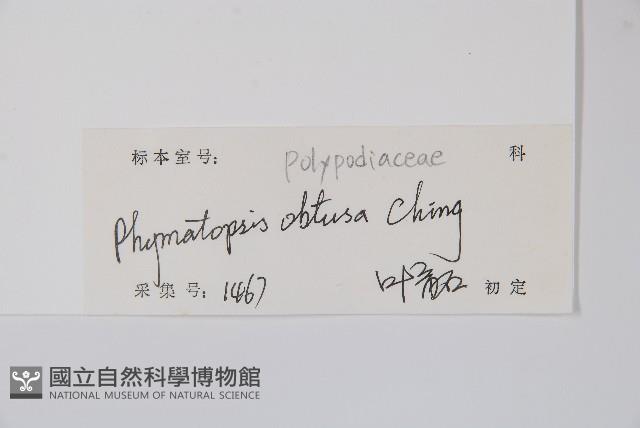 标本室号: Polypodiaceae 科
Phymatopsis obtusa Ching
采集号: 1467 叶 初定
國立自然科學博物館
NATIONAL MUSEUM OF NATURAL SCIENCE